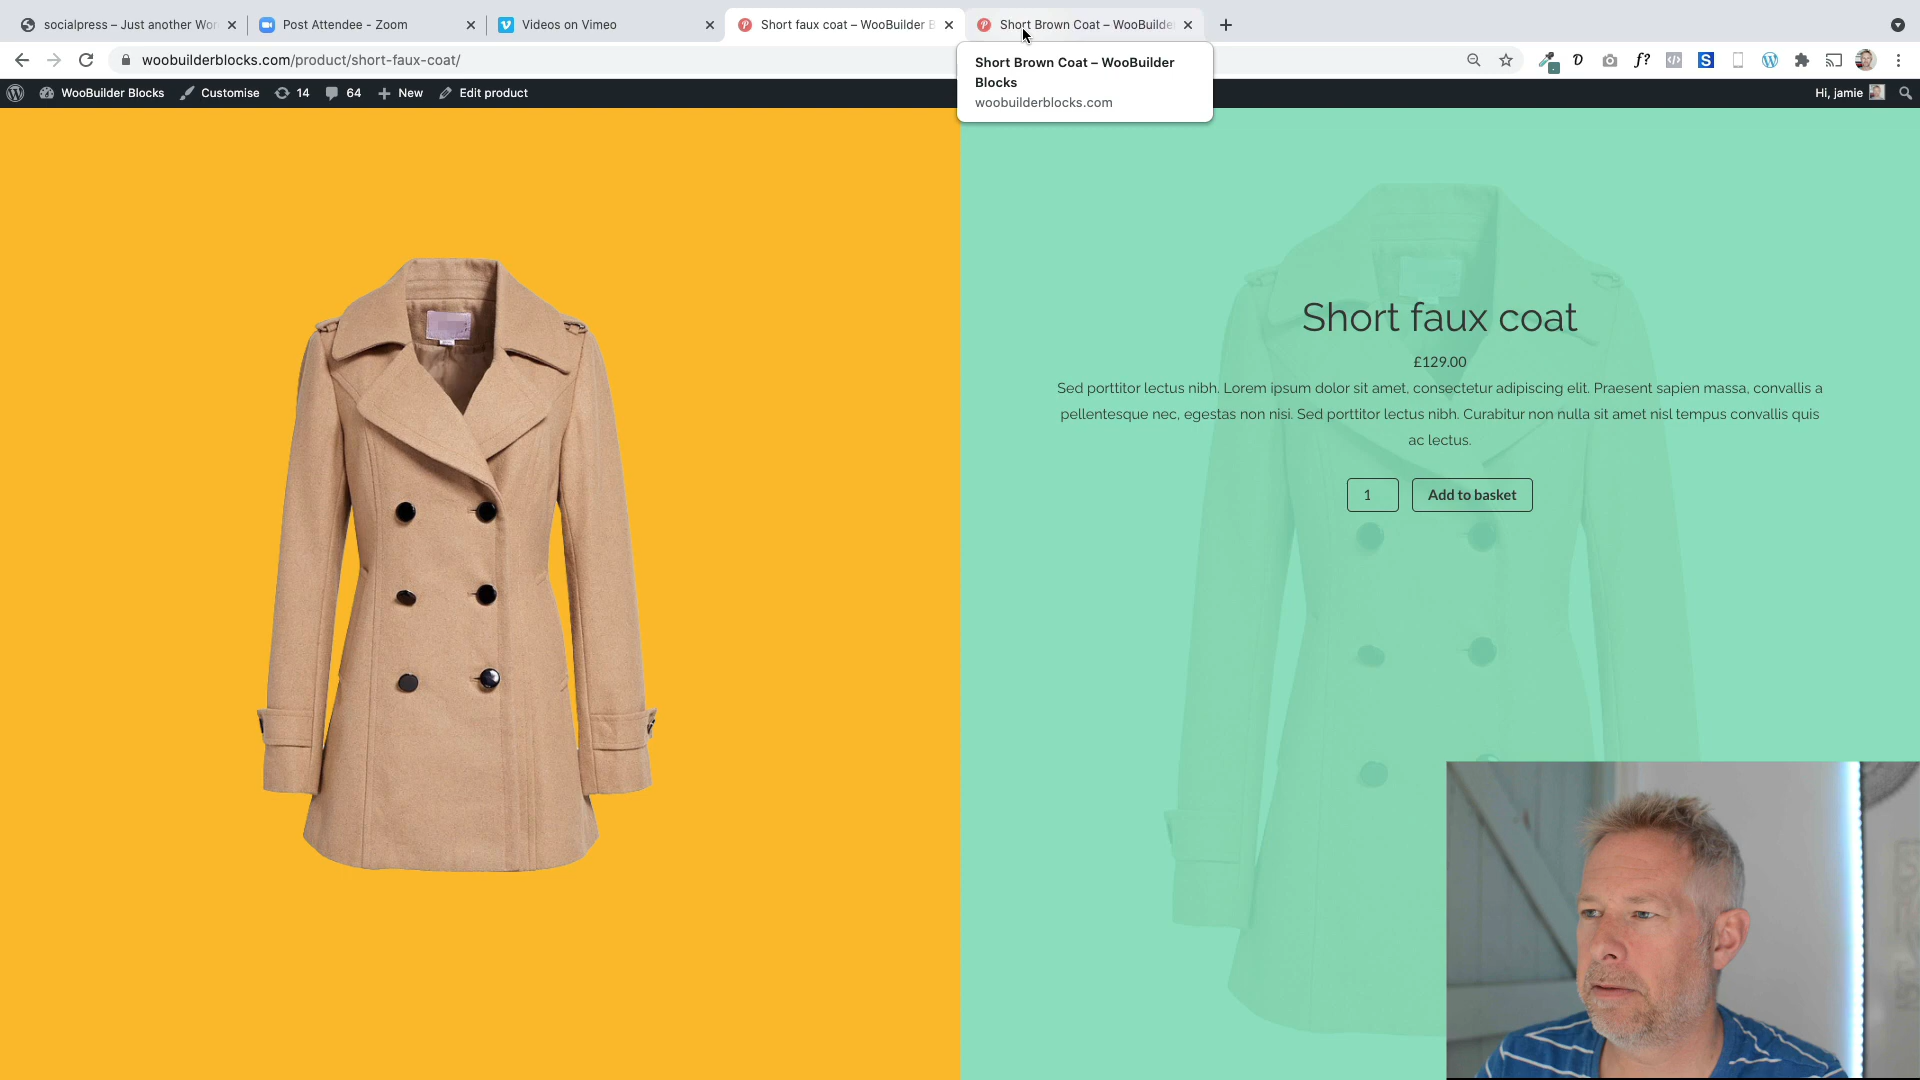 socialpress – Just another Wor
Post Attendee - Zoom
Videos on Vimeo
Short faux coat – WooBuilder B
Short Brown Coat – WooBuilde
woobuilderblocks.com/product/short-faux-coat/
Short Brown Coat – WooBuilder
Blocks
woobuilderblocks.com
WooBuilder Blocks
Customise
14
64
New
Edit product
Hi, jamie
Short faux coat
£129.00
Sed porttitor lectus nibh. Lorem ipsum dolor sit amet, consectetur adipiscing elit. Praesent sapien massa, convallis a
pellentesque nec, egestas non nisi. Sed porttitor lectus nibh. Curabitur non nulla sit amet nisl tempus convallis quis
ac lectus.
1
Add to basket